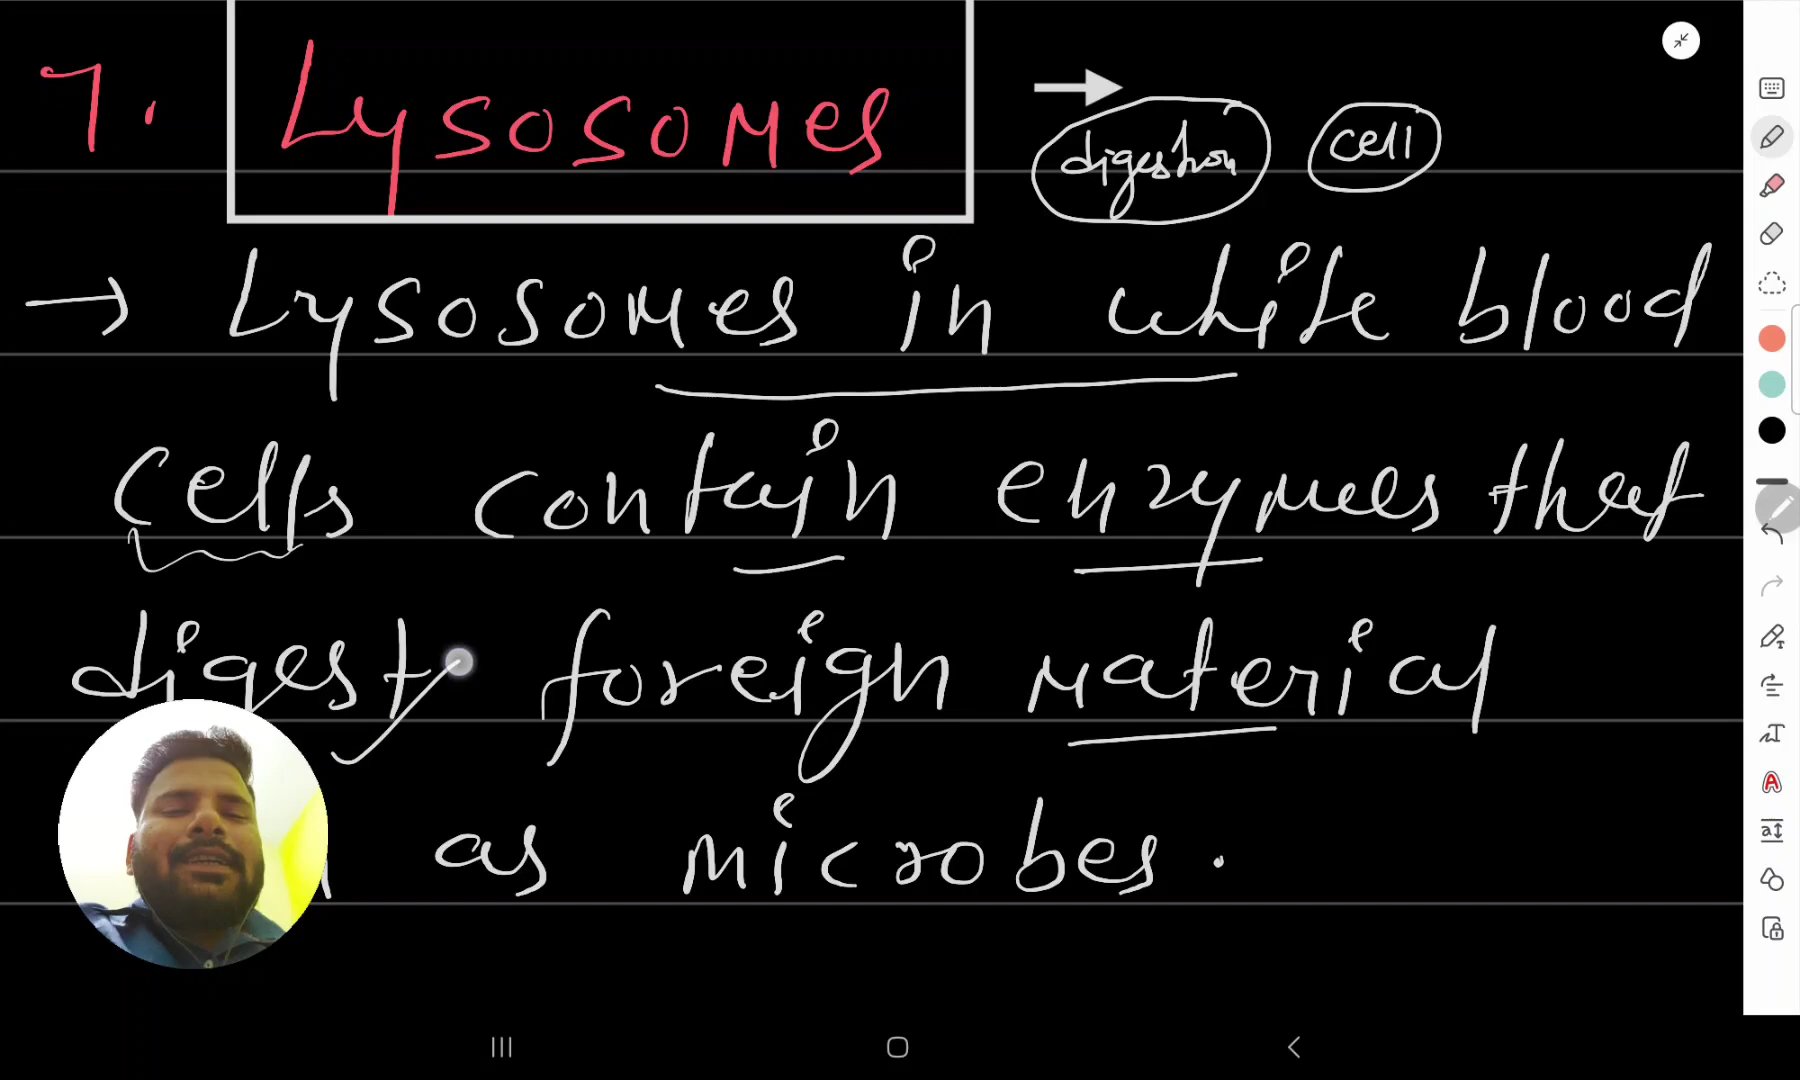 7. Lysosomes
digestion cell
→ Lysosomes in white blood
cells contain enzymes that
digest foreign material
as microbes.